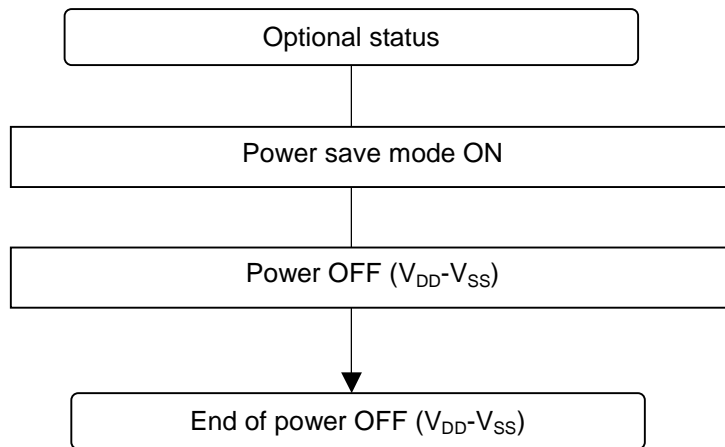 Optional status
Power save mode ON
Power OFF (VDD-VSS)
End of power OFF (VDD-VSS)